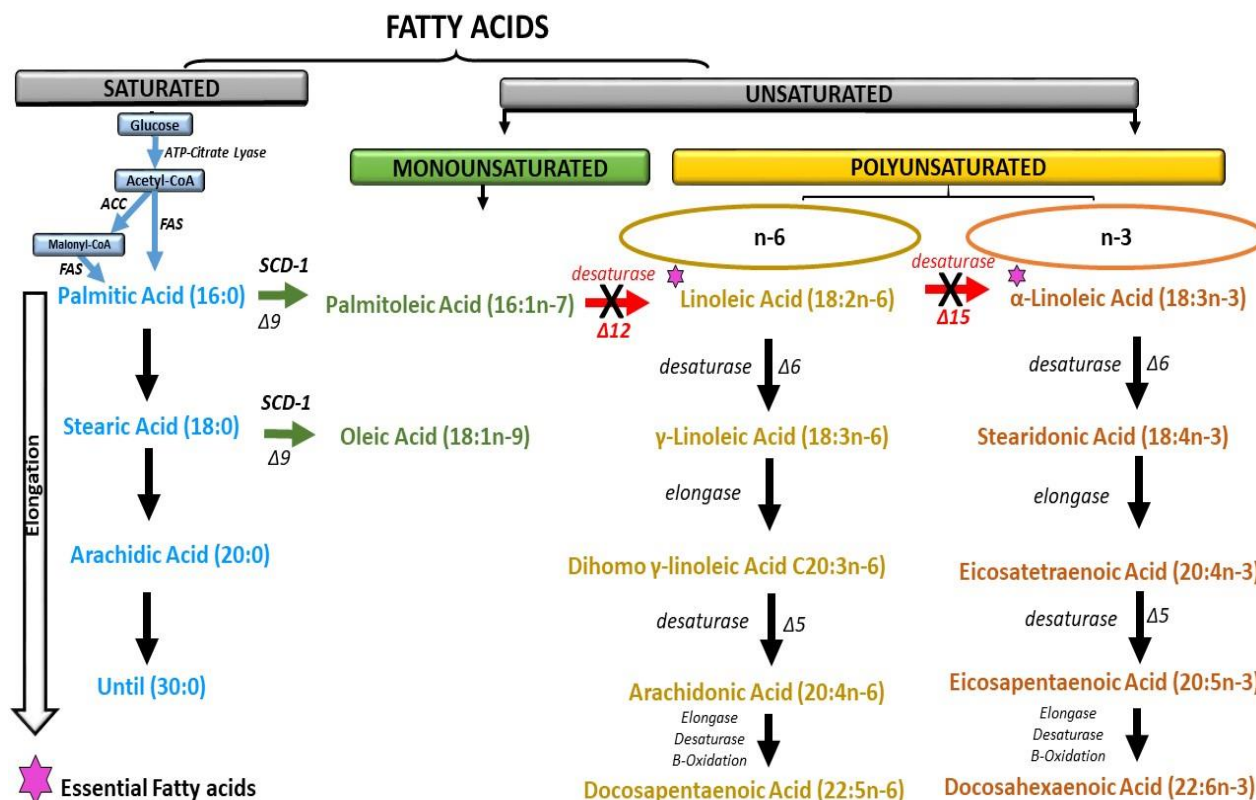 FATTY ACIDS
SATURATED
UNSATURATED
Glucose
ATP-Citrate Lyase
Acetyl-CoA
ACC
FAS
Malonyl-CoA
FAS
MONOUNSATURATED
POLYUNSATURATED
n-6
n-3
Palmitic Acid (16:0)
SCD-1
Δ9
Palmitoleic Acid (16:1n-7)
desaturase
X
Δ12
Linoleic Acid (18:2n-6)
desaturase
X
Δ15
α-Linoleic Acid (18:3n-3)
desaturase Δ6
desaturase Δ6
Stearic Acid (18:0)
SCD-1
Δ9
Oleic Acid (18:1n-9)
γ-Linoleic Acid (18:3n-6)
Stearidonic Acid (18:4n-3)
elongase
elongase
Elongation
Arachidic Acid (20:0)
Dihomo γ-linoleic Acid C20:3n-6)
Eicosatetraenoic Acid (20:4n-3)
desaturase Δ5
desaturase Δ5
Until (30:0)
Arachidonic Acid (20:4n-6)
Eicosapentaenoic Acid (20:5n-3)
Elongase
Desaturase
B-Oxidation
Elongase
Desaturase
B-Oxidation
Essential Fatty acids
Docosapentaenoic Acid (22:5n-6)
Docosahexaenoic Acid (22:6n-3)